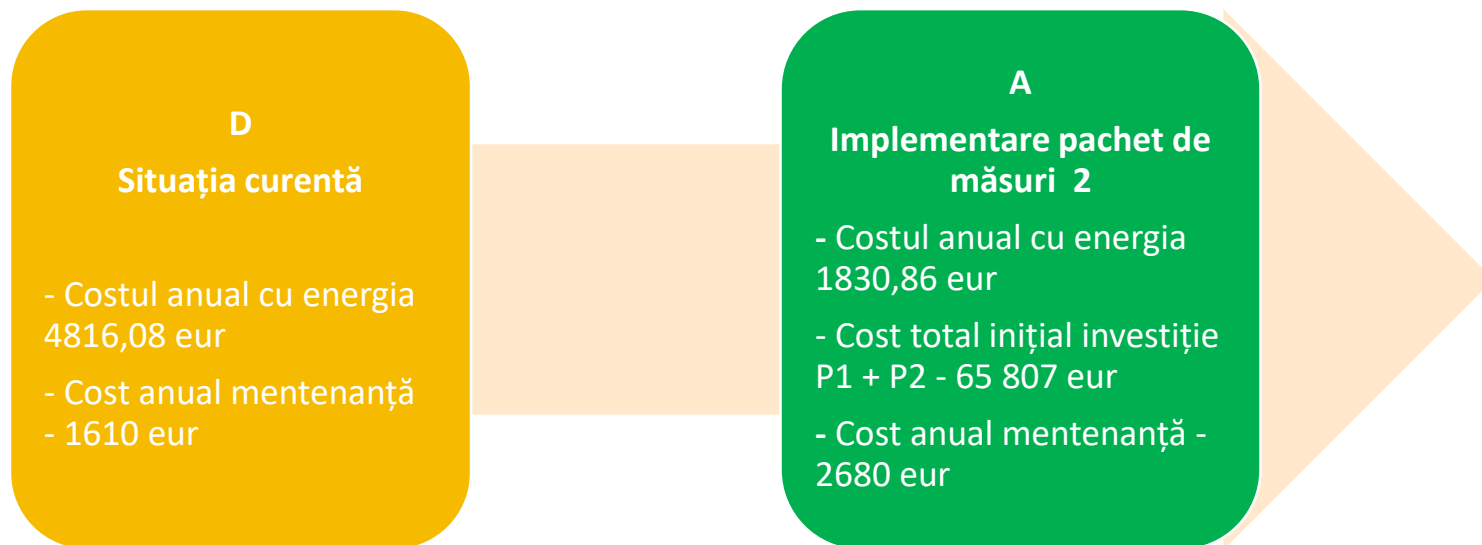 D
Situația curentă
- Costul anual cu energia
4816,08 eur
- Cost anual mentenanță
- 1610 eur
A
Implementare pachet de
măsuri 2
- Costul anual cu energia
1830,86 eur
- Cost total inițial investiție
P1 + P2 - 65 807 eur
- Cost anual mentenanță -
2680 eur